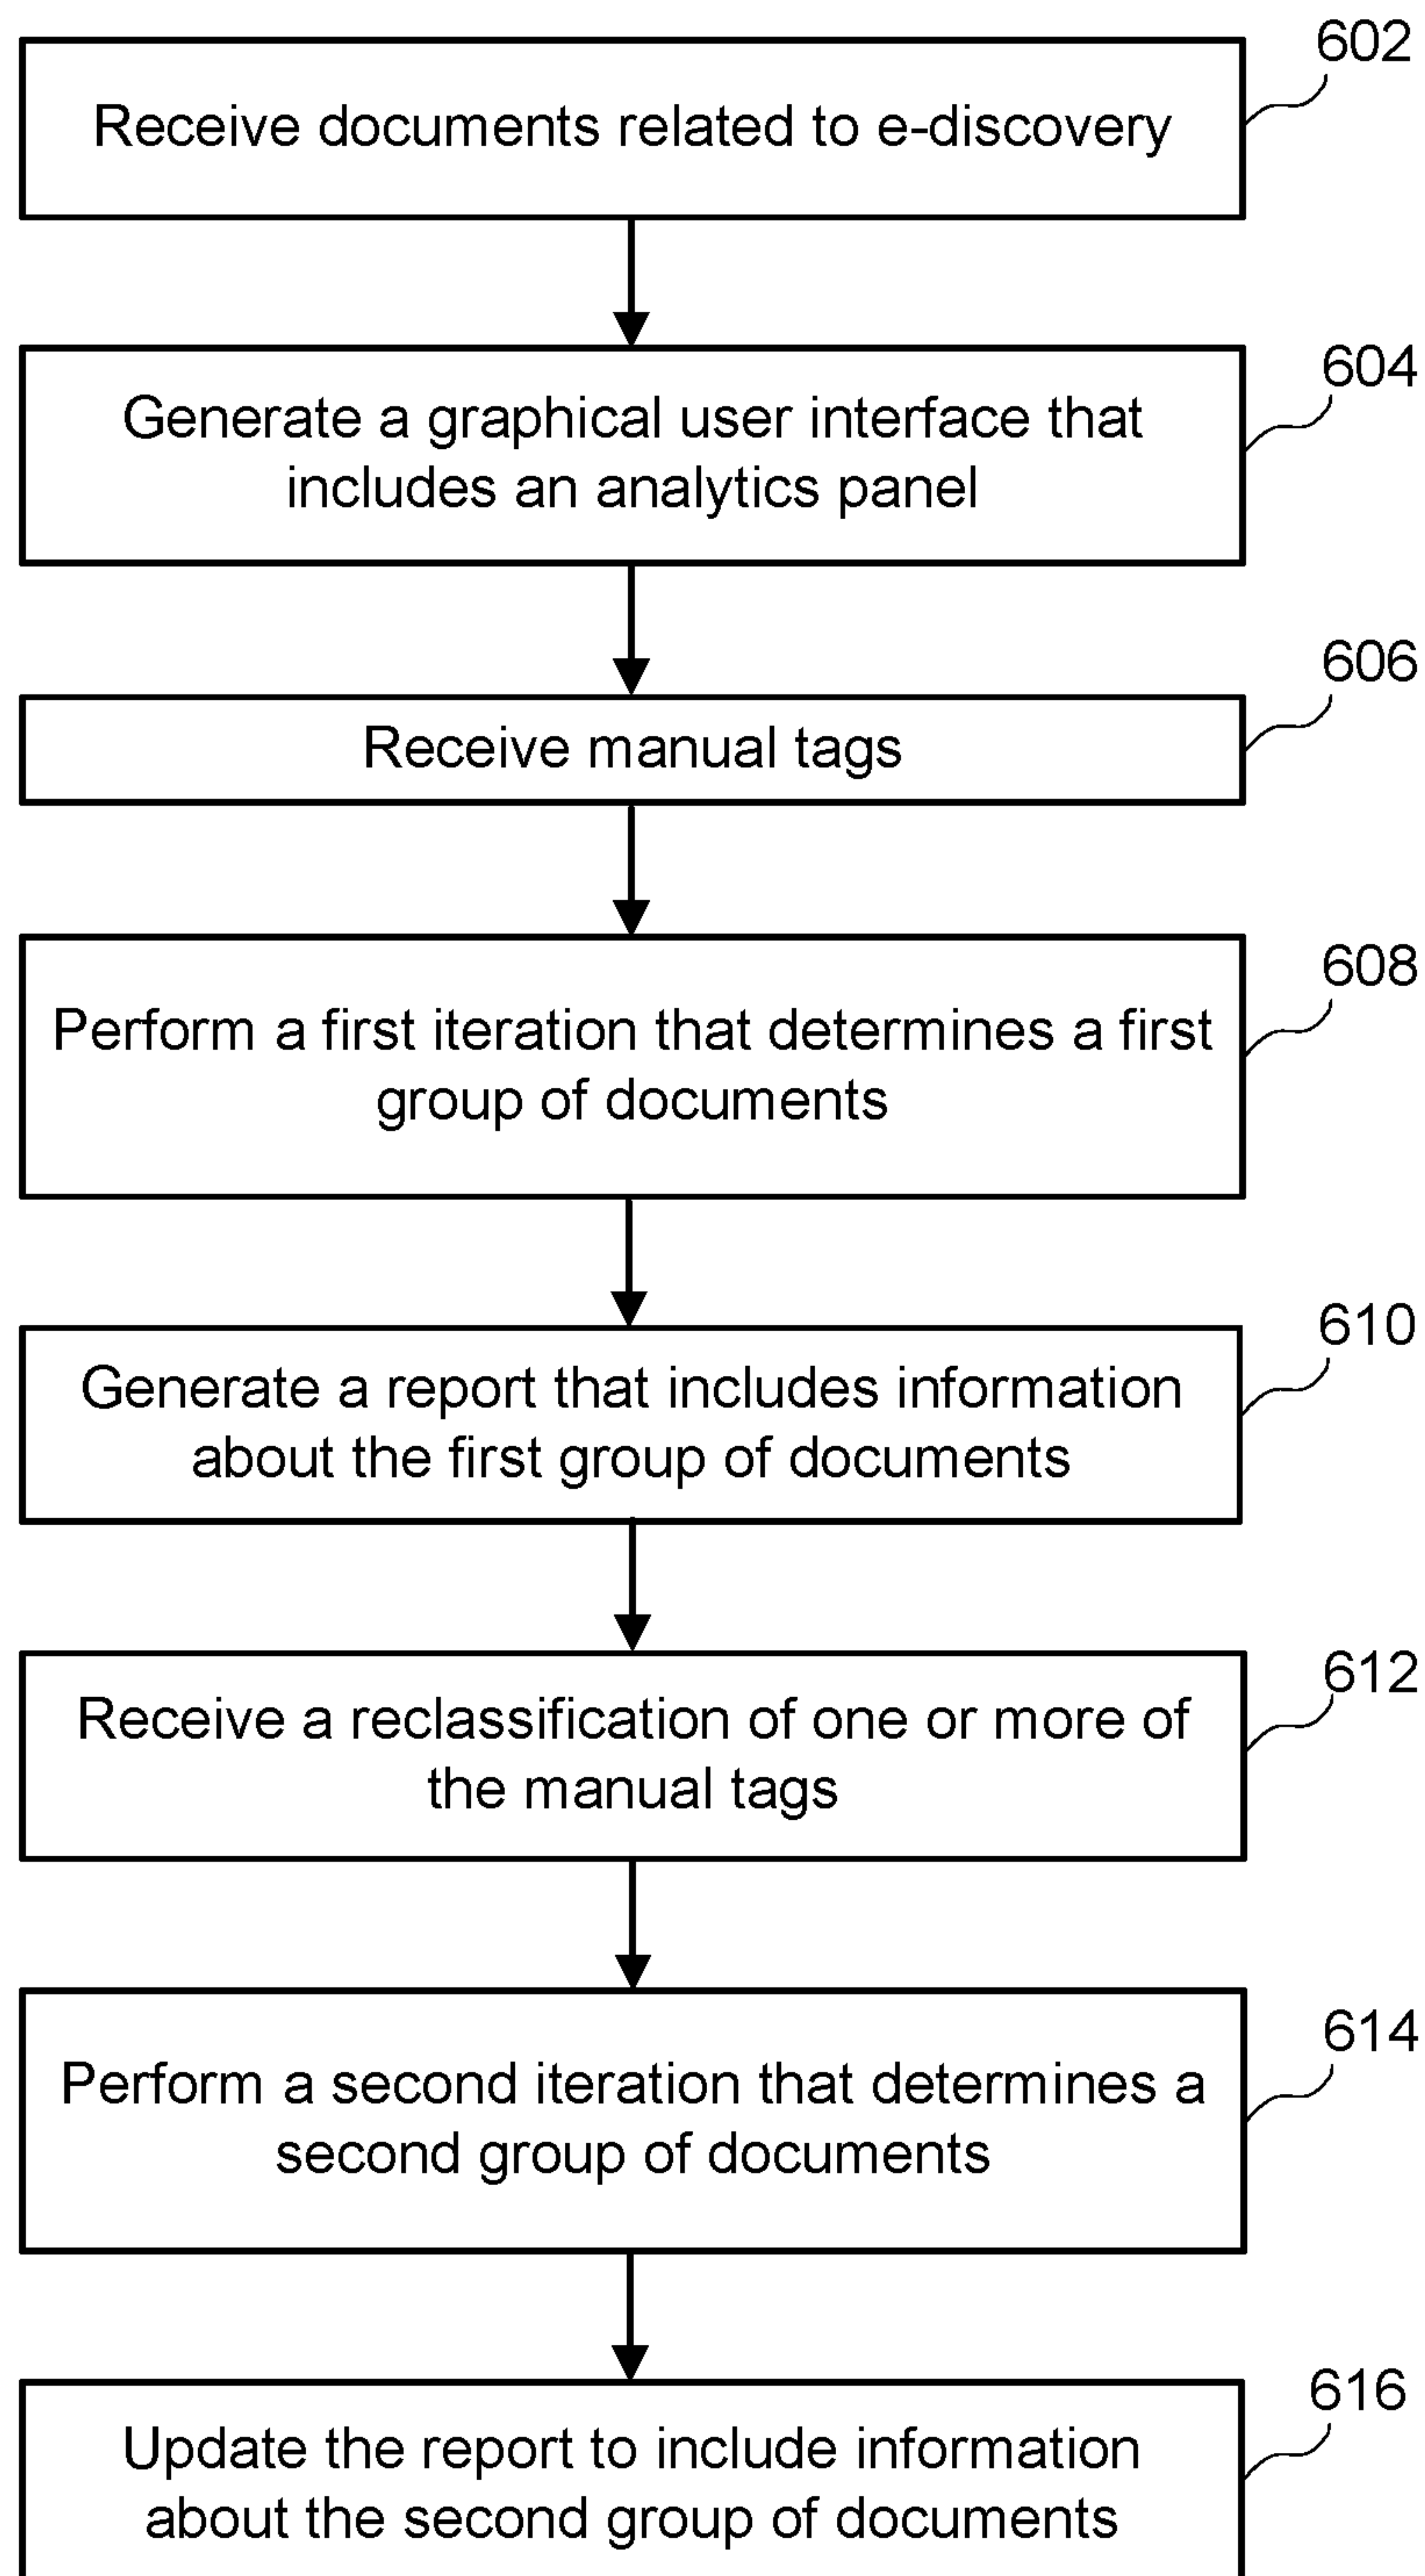 602
Receive documents related to e-discovery
604
Generate a graphical user interface that
includes an analytics panel
606
Receive manual tags
608
Perform a first iteration that determines a first
group of documents
610
Generate a report that includes information
about the first group of documents
612
Receive a reclassification of one or more of
the manual tags
614
Perform a second iteration that determines a
second group of documents
616
Update the report to include information
about the second group of documents